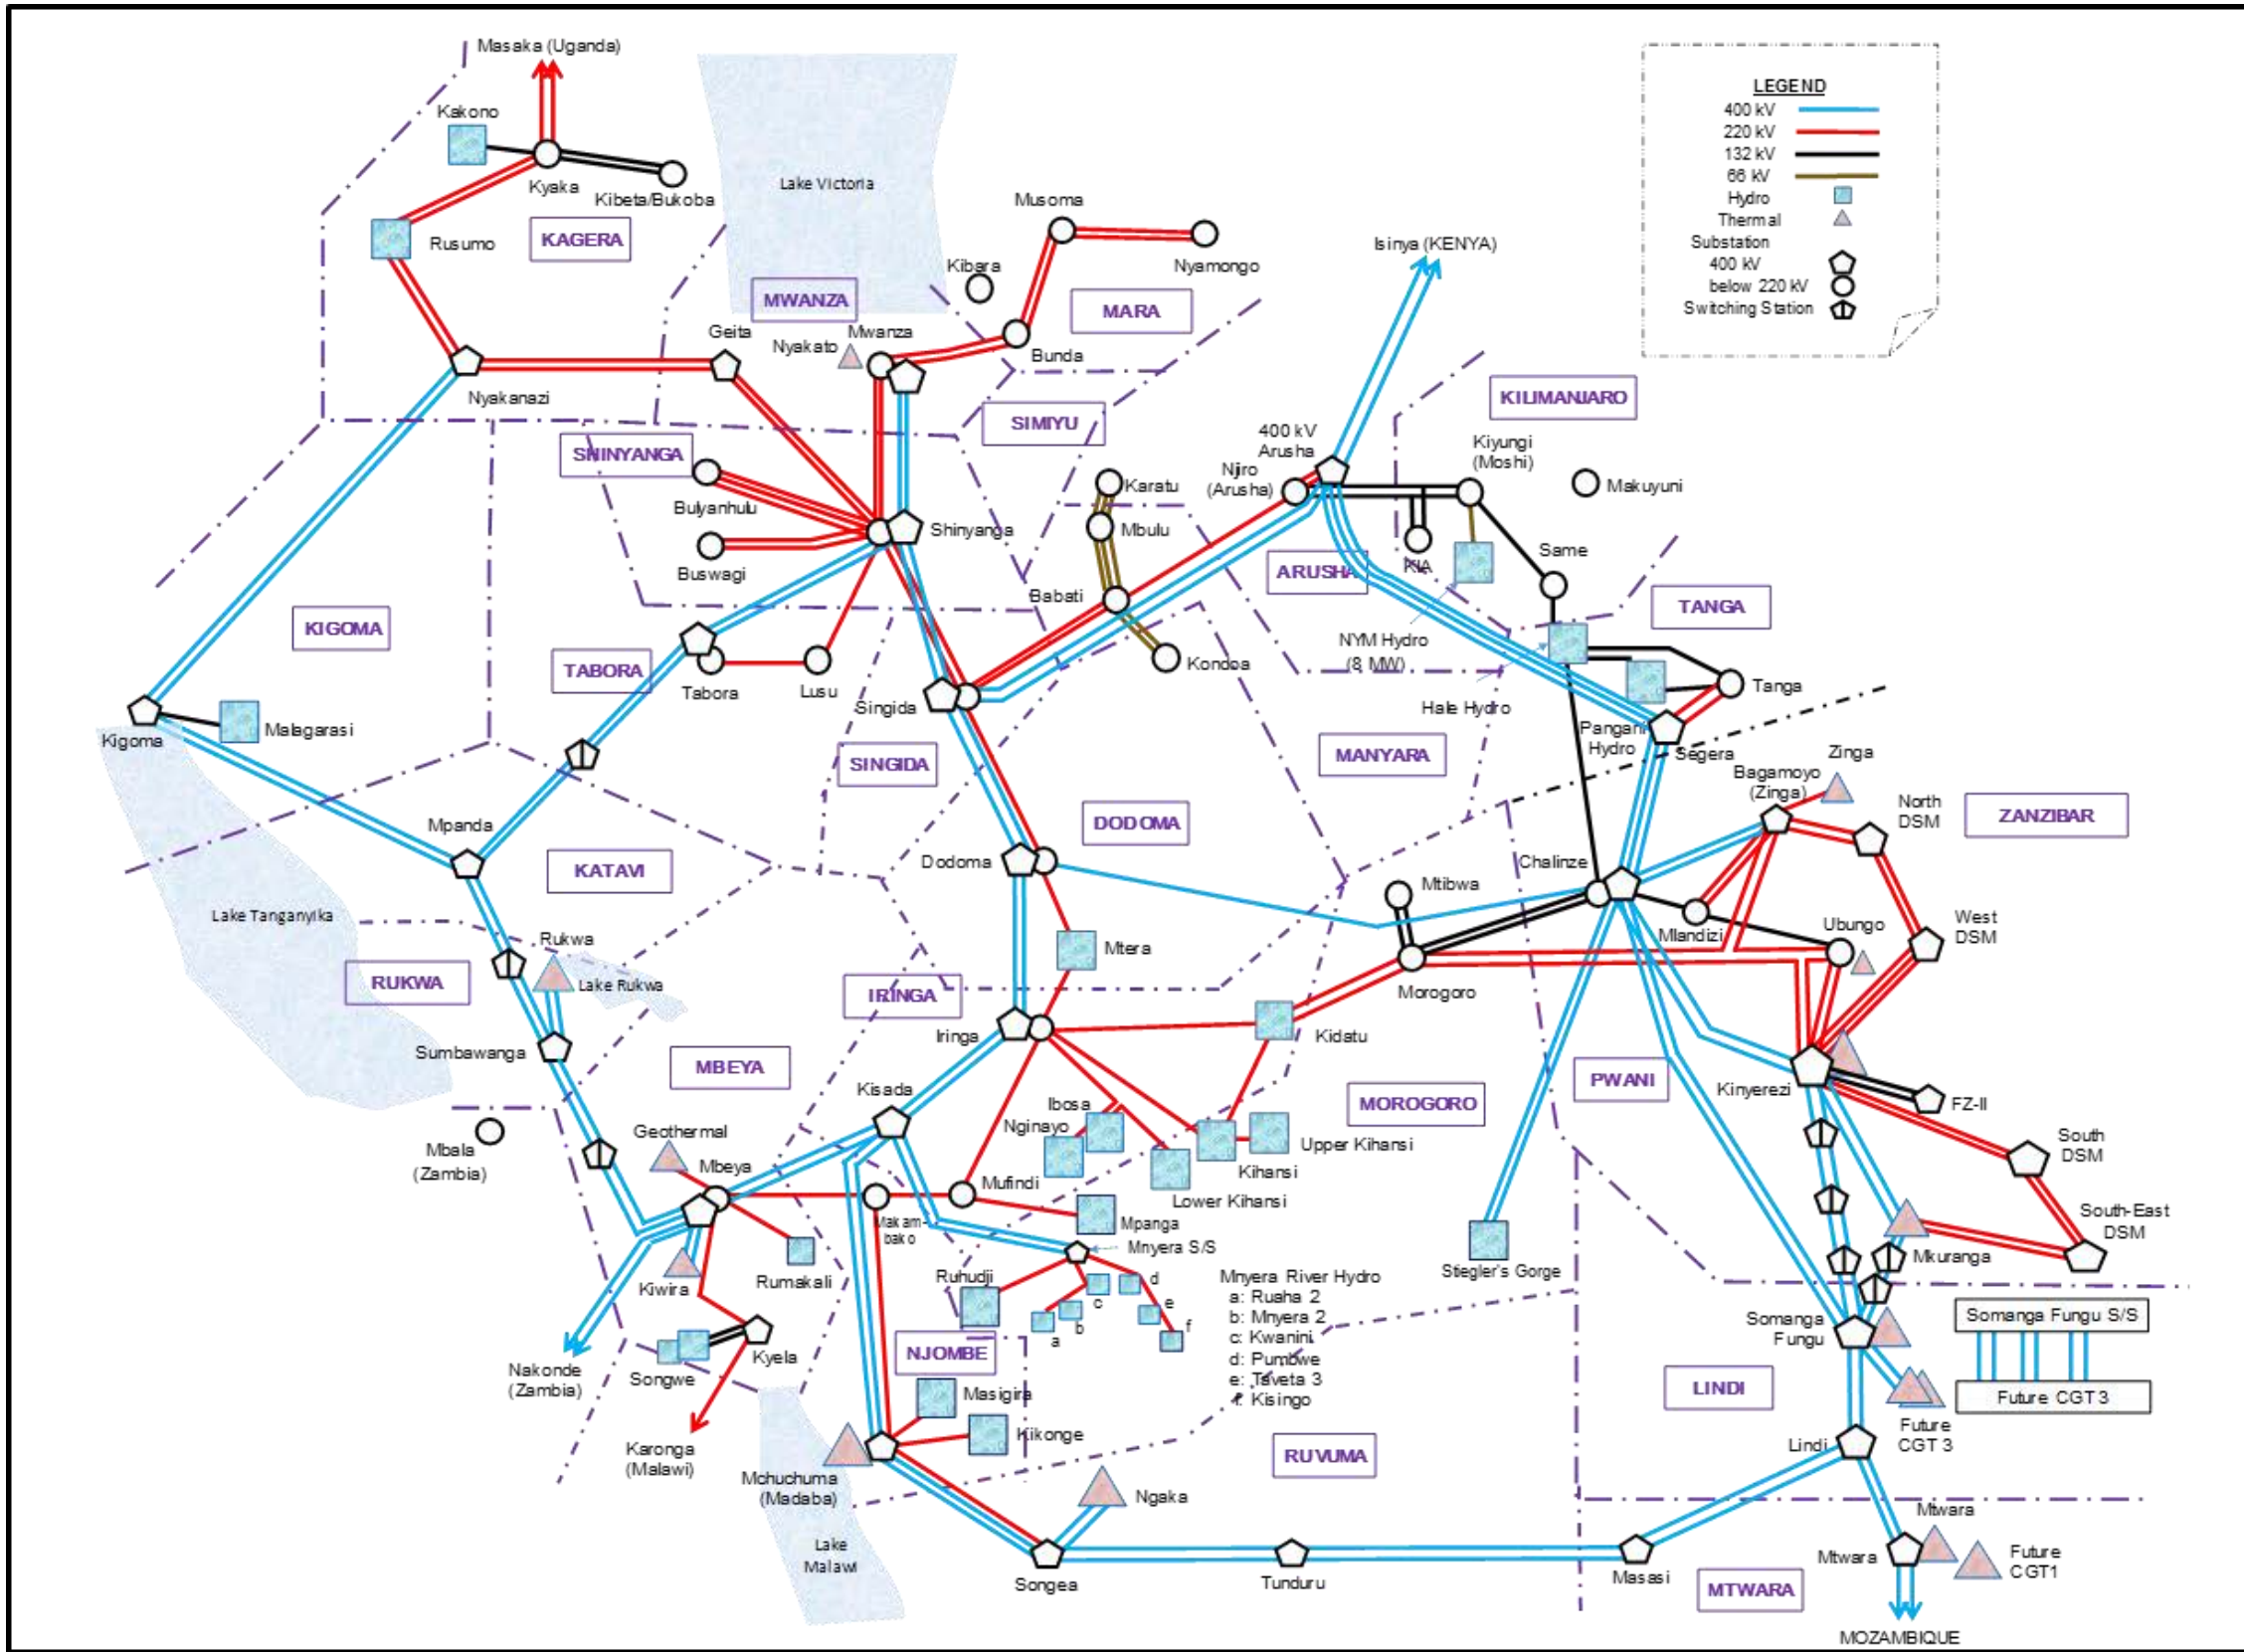 Masaka (Uganda)
Kakono
Kyaka
Kibeta/Bukoba
Rusumo
KAGERA
Lake Victoria
Musoma
Nyamongo
Kibara
MWANZA
MARA
Geita
Mwanza
Nyakato
Bunda
Nyakanazi
SIMIYU
Isinya (KENYA)
LEGEND
400 kV
220 kV
132 kV
66 kV
Hydro
Thermal
Substation
400 kV
below 220 kV
Switching Station
KILIMANJARO
400 kV
Arusha
Njiro
(Arusha)
Kiyungi
(Moshi)
Makuyuni
SHINYANGA
Bulyanhulu
Shinyanga
Buswagi
Karatu
Mbulu
Babati
Kondoa
ARUSHA
KIA
Same
TANGA
NYM Hydro
(8 MW)
Hale Hydro
Tanga
Pangani
Hydro
Segera
KIGOMA
TABORA
Tabora
Lusu
Singida
Kigoma
Malagarasi
SINGIDA
MANYARA
Zinga
Bagamoyo
(Zinga)
North
DSM
ZANZIBAR
Mpanda
KATAVI
Dodoma
DODOMA
Chalinze
Mtibwa
Mlandizi
Ubungo
West
DSM
Lake Tanganyika
Rukwa
Lake Rukwa
RUKWA
Mtera
IRINGA
Iringa
Morogoro
Kidatu
Sumbawanga
MBEYA
Kisada
Kinyerezi
PWANI
FZ-II
MOROGORO
Ibosa
Nginayo
Upper Kihansi
Kihansi
Lower Kihansi
South
DSM
Mbala
(Zambia)
Geothermal
Mbeya
Mufindi
Makam-
bako
Mpanga
Mnyera S/S
South-East
DSM
Mkuranga
Kiwira
Rumakali
Ruhudji
a
b
c
d
e
f
Mnyera River Hydro
a: Ruaha 2
b: Mnyera 2
c: Kwanini
d: Pumbwe
e: Taveta 3
f: Kisingo
Stiegler's Gorge
Somanga
Fungu
Somanga Fungu S/S
Future CGT3
Nakonde
(Zambia)
Songwe
Kyela
NJOMBE
Masigira
Kikonge
LINDI
Future
CGT 3
Karonga
(Malawi)
Mchuchuma
(Madaba)
Ngaka
RUVUMA
Lindi
Lake
Malawi
Songea
Tunduru
Masasi
Mtwara
Mtwara
Future
CGT1
MTWARA
MOZAMBIQUE